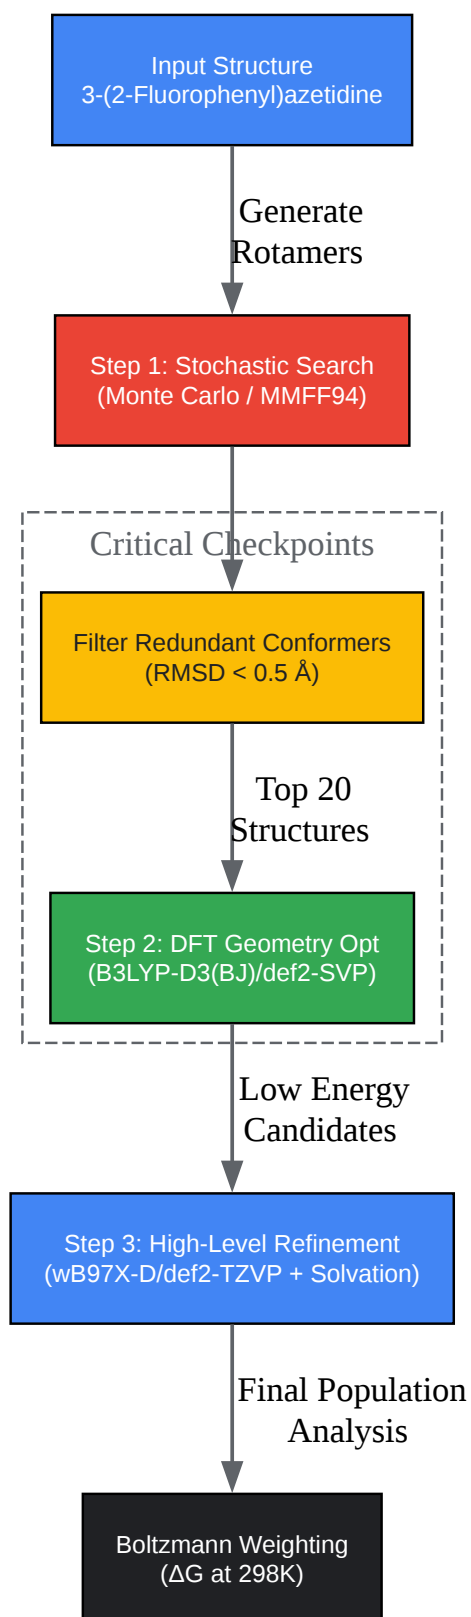 Input Structure
3-(2-Fluorophenyl)azetidine
Generate
Rotamers
Step 1: Stochastic Search
(Monte Carlo / MMFF94)
Critical Checkpoints
Filter Redundant Conformers
(RMSD < 0.5 Å)
Top 20
Structures
Step 2: DFT Geometry Opt
(B3LYP-D3(BJ)/def2-SVP)
Low Energy
Candidates
Step 3: High-Level Refinement
(wB97X-D/def2-TZVP + Solvation)
Final Population
Analysis
Boltzmann Weighting
(ΔG at 298K)